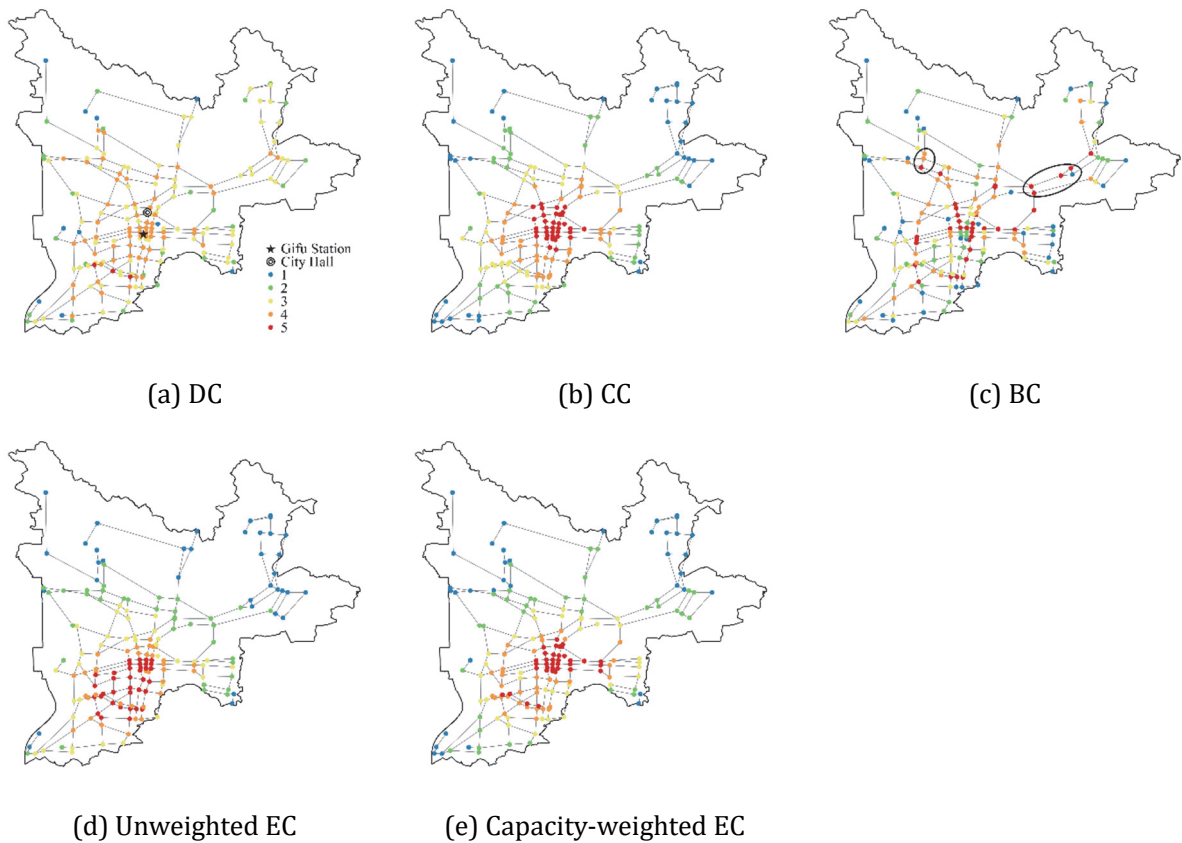 ★ Gifu Station
◎ City Hall
1
2
3
4
5
(a) DC
(b) CC
(c) BC
(d) Unweighted EC
(e) Capacity-weighted EC